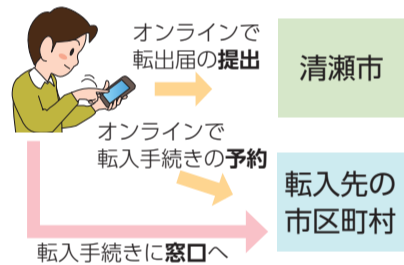 オンラインで
転出届の提出
清瀬市
オンラインで
転入手続きの予約
転入先の
市区町村
転入手続きに窓口へ